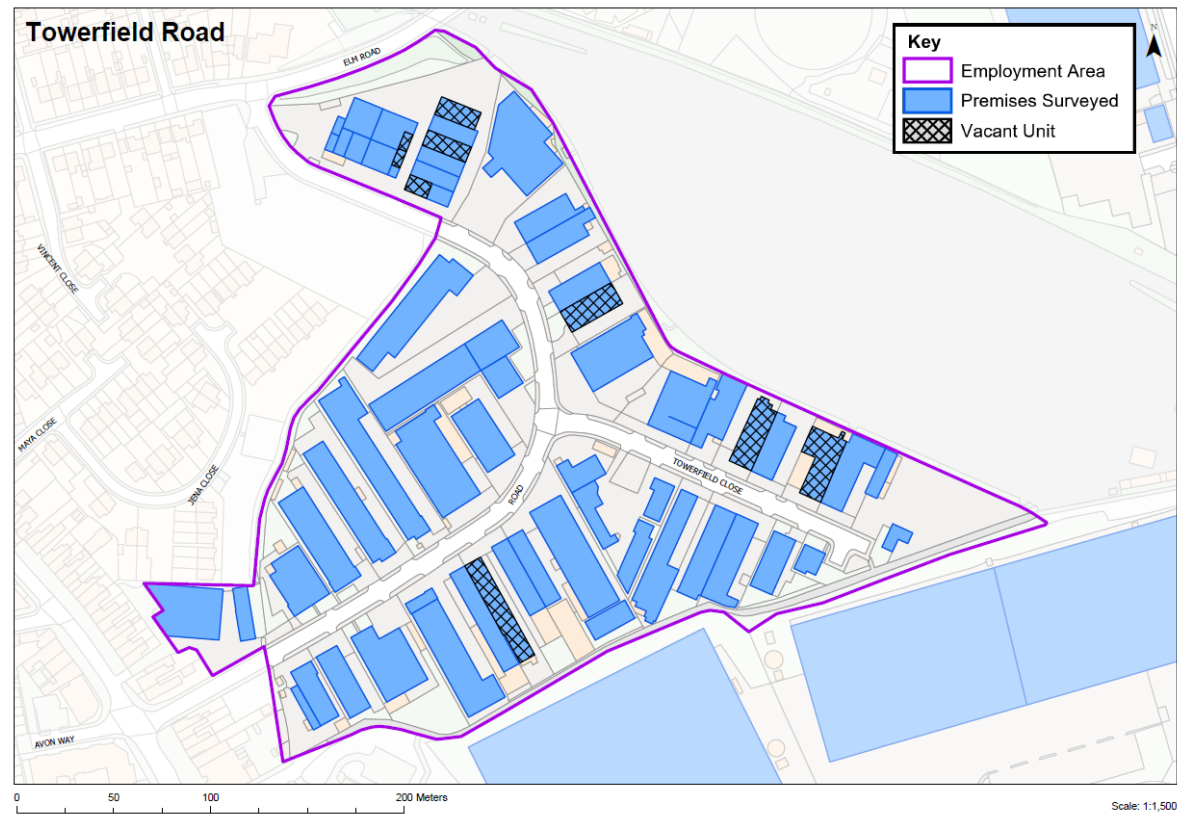 Towerfield Road
Key
Employment Area
Premises Surveyed
Vacant Unit
N
ELM ROAD
VINCENT CLOSE
MAYA CLOSE
JENA CLOSE
ROAD
TOWERFIELD CLOSE
AVON WAY
0 50 100 200 Meters
Scale: 1:1,500